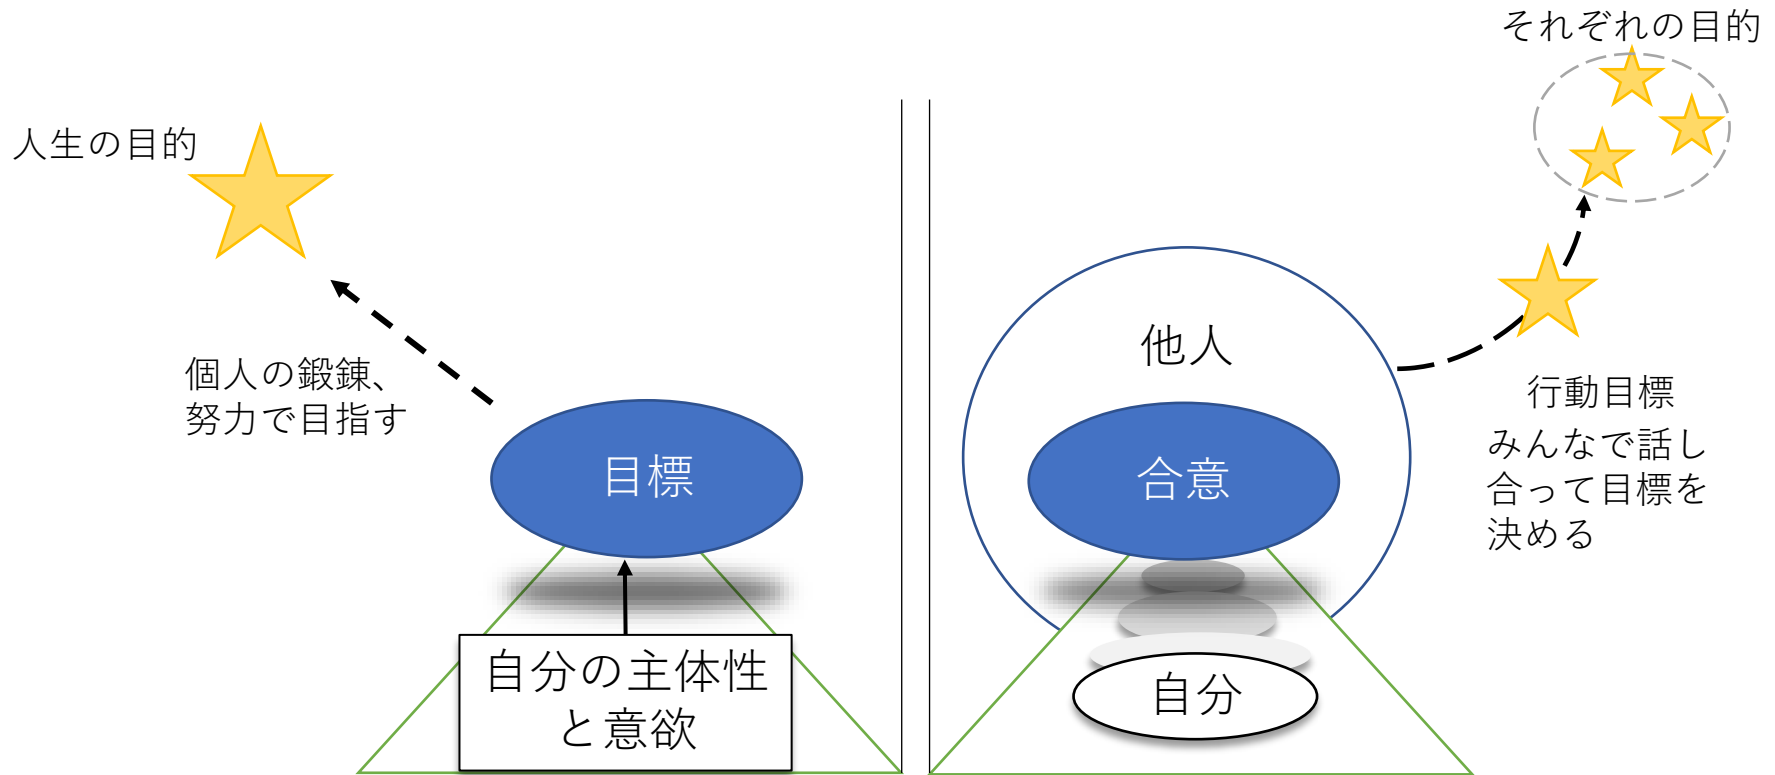 人生の目的
個人の鍛錬、
努力で目指す
目標
自分の主体性
と意欲
それぞれの目的
他人
合意
自分
行動目標
みんなで話し
合って目標を
決める